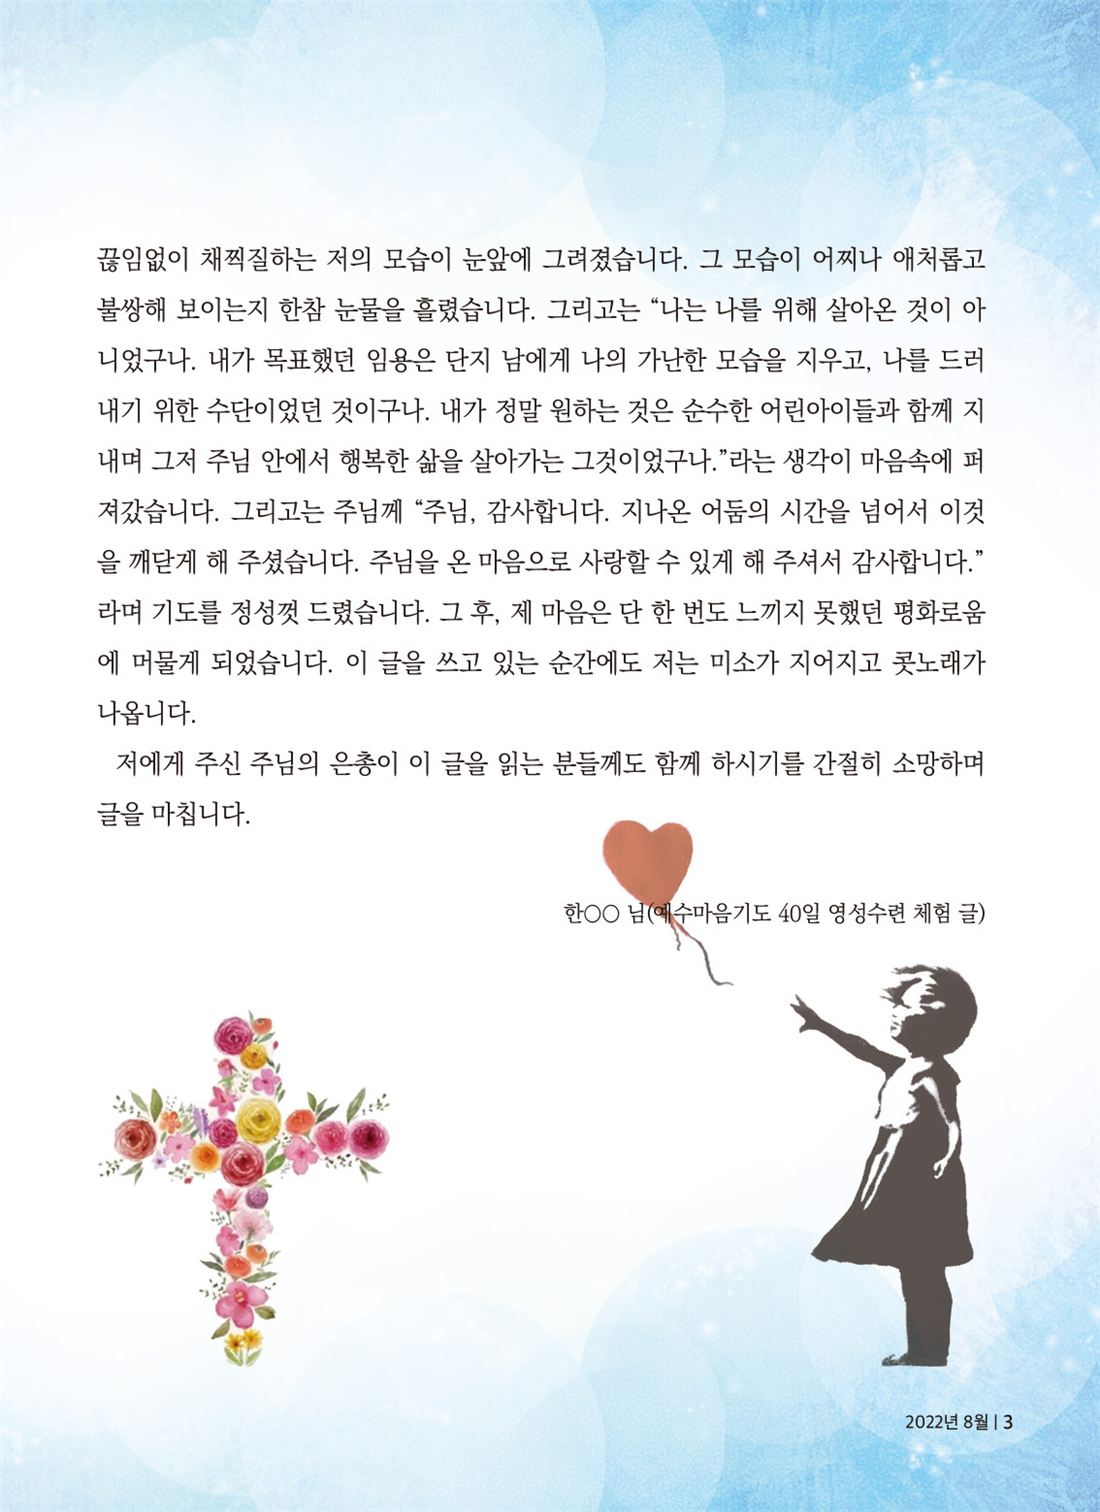 끊임없이 채찍질하는 저의 모습이 눈앞에 그려졌습니다. 그 모습이 어찌나 애처롭고
불쌍해 보이는지 한참 눈물을 흘렸습니다. 그리고는 “나는 나를 위해 살아온 것이 아
니었구나. 내가 목표했던 임용은 단지 남에게 나의 가난한 모습을 지우고, 나를 드러
내기 위한 수단이었던 것이구나. 내가 정말 원하는 것은 순수한 어린아이들과 함께 지
내며 그저 주님 안에서 행복한 삶을 살아가는 그것이었구나.”라는 생각이 마음속에 퍼
져갔습니다. 그리고는 주님께 “주님, 감사합니다. 지나온 어둠의 시간을 넘어서 이것
을 깨닫게 해 주셨습니다. 주님을 온 마음으로 사랑할 수 있게 해 주셔서 감사합니다.”
라며 기도를 정성껏 드렸습니다. 그 후, 제 마음은 단 한 번도 느끼지 못했던 평화로움
에 머물게 되었습니다. 이 글을 쓰고 있는 순간에도 저는 미소가 지어지고 콧노래가
나옵니다.
저에게 주신 주님의 은총이 이 글을 읽는 분들께도 함께 하시기를 간절히 소망하며
글을 마칩니다.
한○○ 님(예수마음기도 40일 영성수련 체험 글)
2022년 8월 | 3